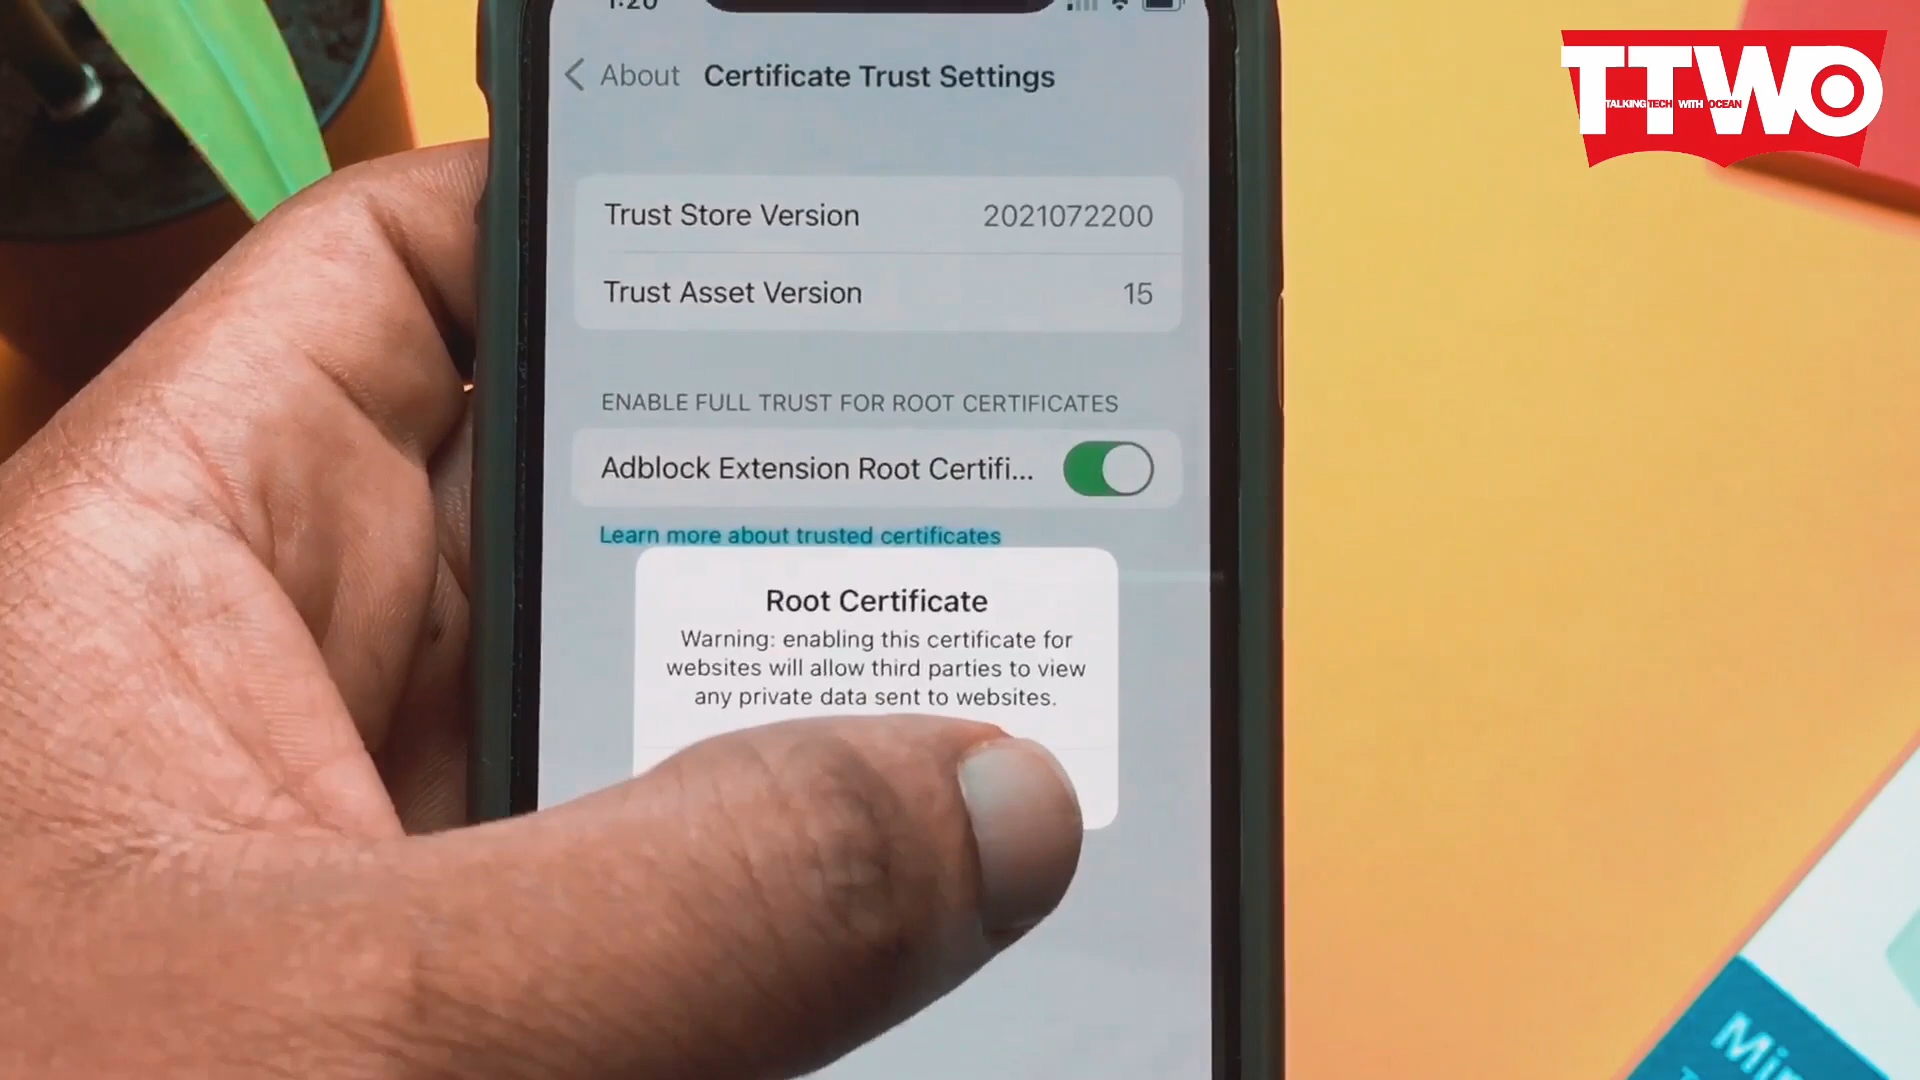 1:20
About Certificate Trust Settings
TTWO
TALKING TECH WITH OCEAN
Trust Store Version 2021072200
Trust Asset Version 15
ENABLE FULL TRUST FOR ROOT CERTIFICATES
Adblock Extension Root Certifi...
Learn more about trusted certificates
Root Certificate
Warning: enabling this certificate for
websites will allow third parties to view
any private data sent to websites.